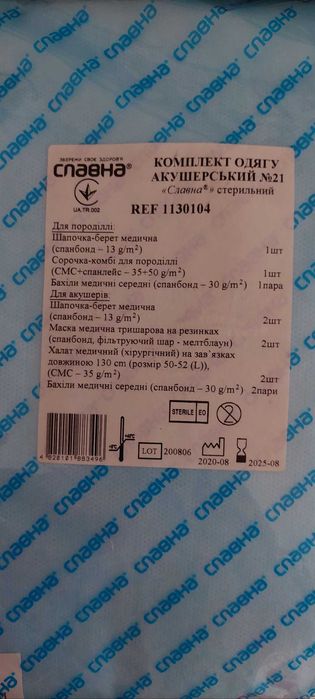 ЗБЕРЕЖИ СВОЄ ЗДОРОВ'Я
СЛАВНА®
UA.TR.002
КОМПЛЕКТ ОДЯГУ
АКУШЕРСЬКИЙ №21
«Славна®» стерильний
REF 1130104
Для породіллі
Шапочка-берет медична
(спанбонд – 13 g/m²) 1шт
Сорочка-комбі для породіллі
(СМС+спанлейс – 35+50 g/m²) 1шт
Бахіли медичні середні (спанбонд – 30 g/m²) 1пара
Для акушерів:
Шапочка-берет медична
(спанбонд – 13 g/m²) 2шт
Маска медична тришарова на резинках
(спанбонд, фільтруючий шар - мелтблаун) 2шт
Халат медичний (хірургічний) на зав'язках
довжиною 130 см (розмір 50-52 (L)),
(СМС – 35 g/m²) 2шт
Бахіли медичні середні (спанбонд – 30 g/m²) 2пари
STERILE EO
2
LOT 200806
2020-08
2025-08
4 820101 883496